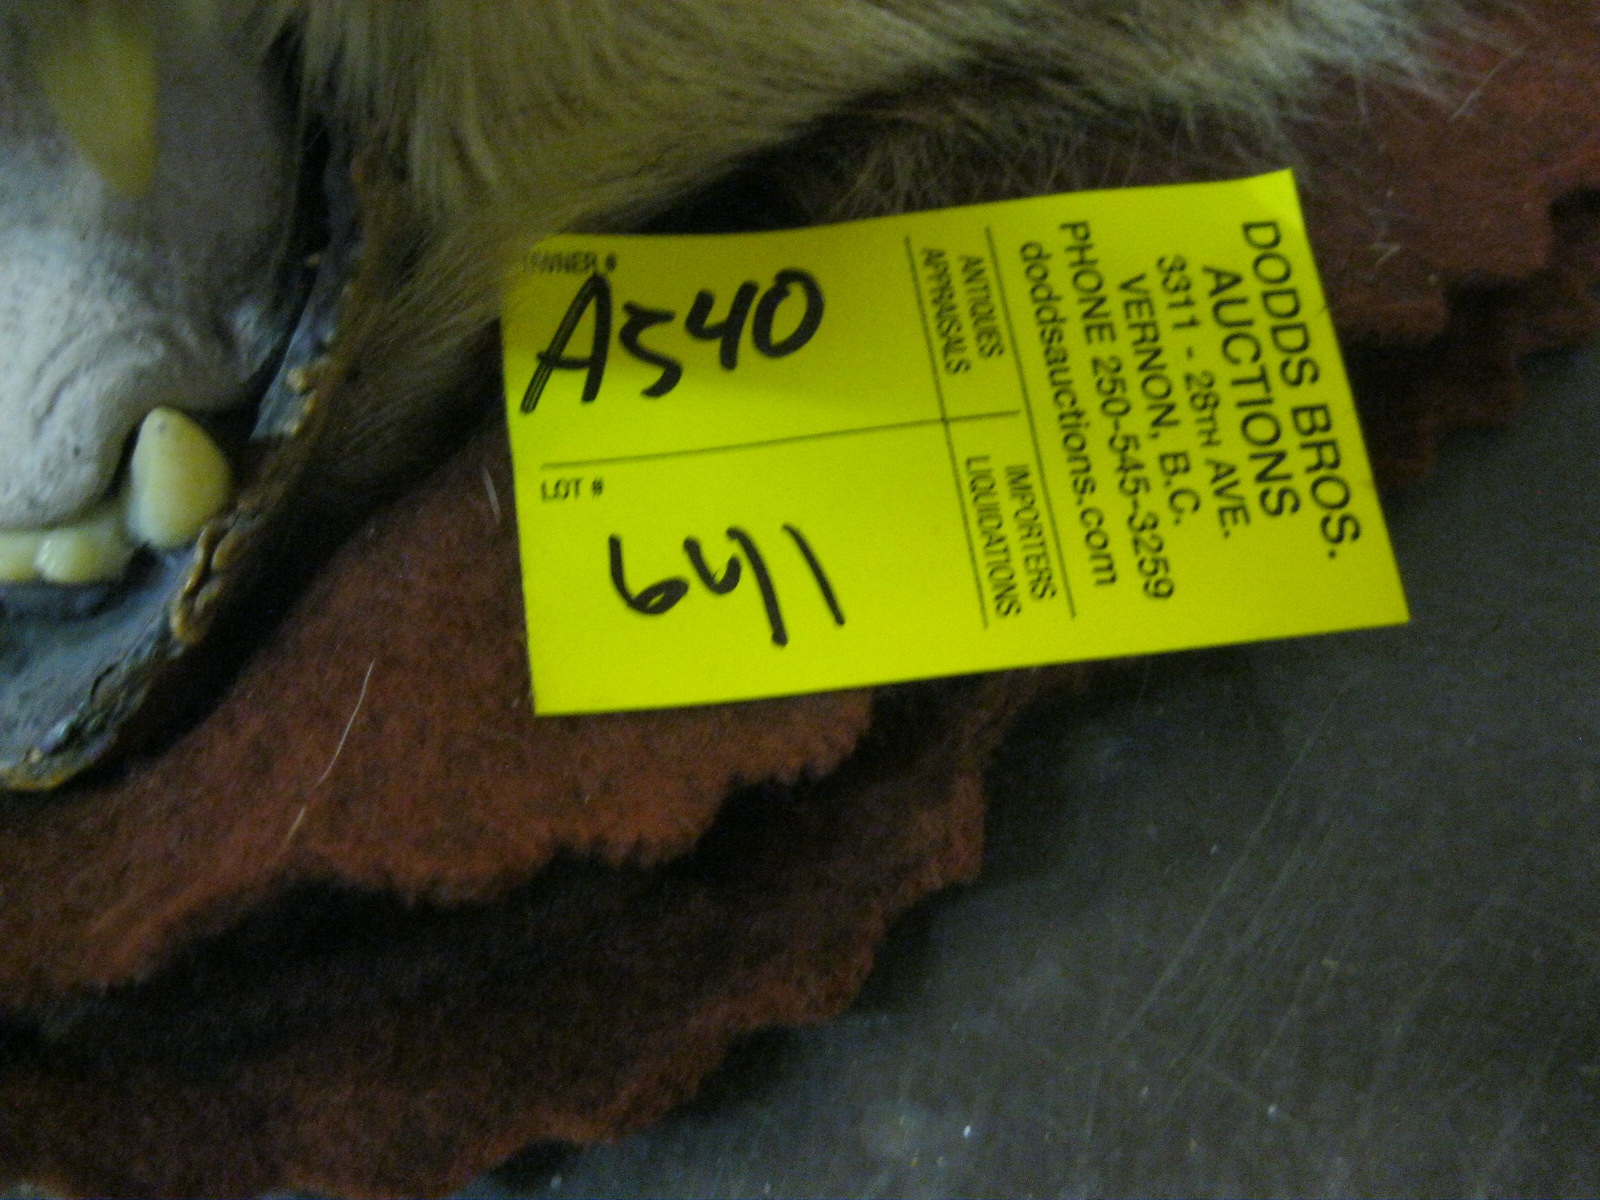 DODDS BROS.
AUCTIONS
3311 - 28TH AVE.
VERNON, B.C.
PHONE 250-545-3259
doddsauctions.com
ANTIQUES
APPRAISALS
IMPORTERS
LIQUIDATIONS
OWNER #
A540
LOT #
641